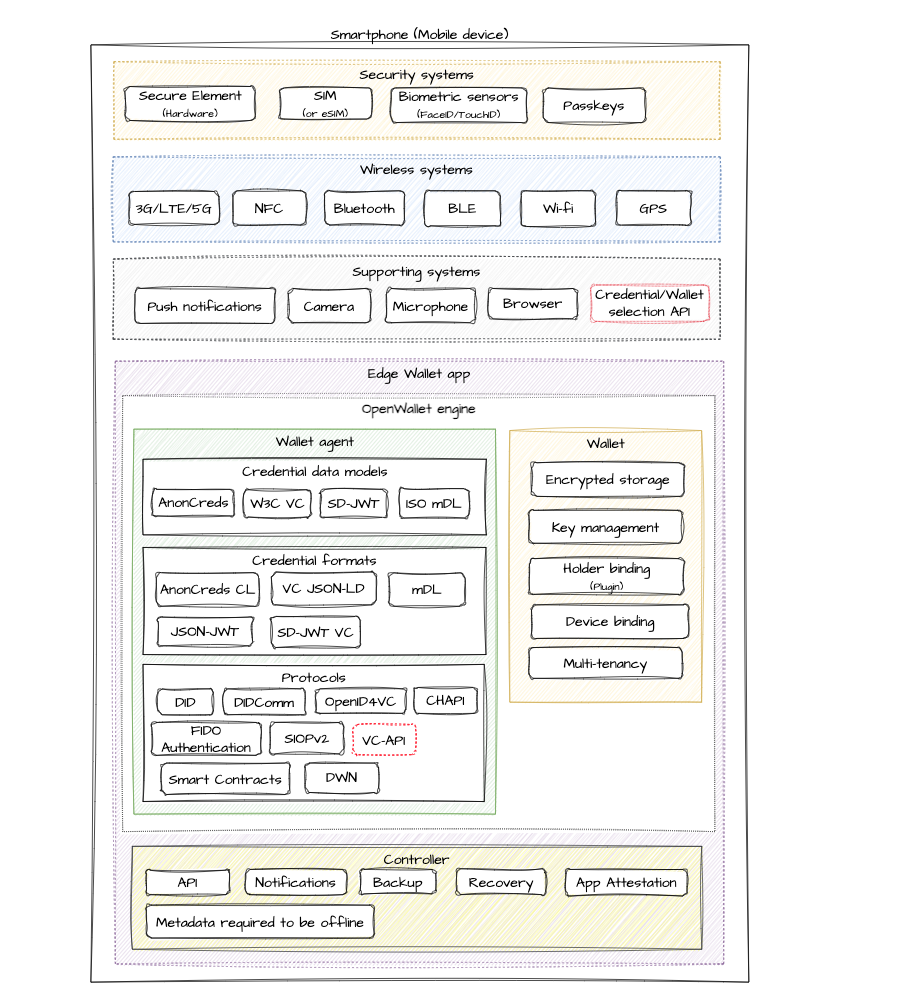 Smartphone (Mobile device)
Security systems
Secure Element
(Hardware)
SIM
(or eSIM)
Biometric sensors
(FaceID/TouchID)
Passkeys
Wireless systems
3G/LTE/5G
NFC
Bluetooth
BLE
Wi-fi
GPS
Supporting systems
Push notifications
Camera
Microphone
Browser
Credential/Wallet
selection API
Edge Wallet app
OpenWallet engine
Wallet agent
Credential data models
AnonCreds
W3C VC
SD-JWT
ISO mDL
Credential formats
AnonCreds CL
VC JSON-LD
mDL
JSON-JWT
SD-JWT VC
Protocols
DID
DIDComm
OpenID4VC
CHAPI
FIDO
Authentication
SIOPv2
VC-API
Smart Contracts
DWN
Wallet
Encrypted storage
Key management
Holder binding
(Plugin)
Device binding
Multi-tenancy
Controller
API
Notifications
Backup
Recovery
App Attestation
Metadata required to be offline